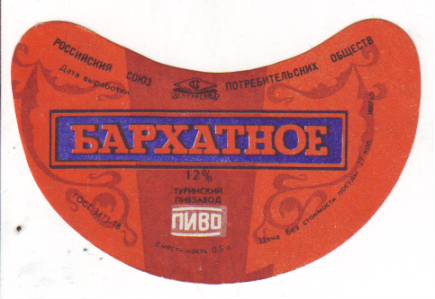 РОССИЙСКИЙ СОЮЗ ПОТРЕБИТЕЛЬСКИХ ОБЩЕСТВ
Дата выработки
БАРХАТНОЕ
12%
ТУРИНСКИЙ
ПИВЗАВОД
ПИВО
ГОСТ 3473-78
Вместимость 0,5 л.
Цена без стоимости посуды